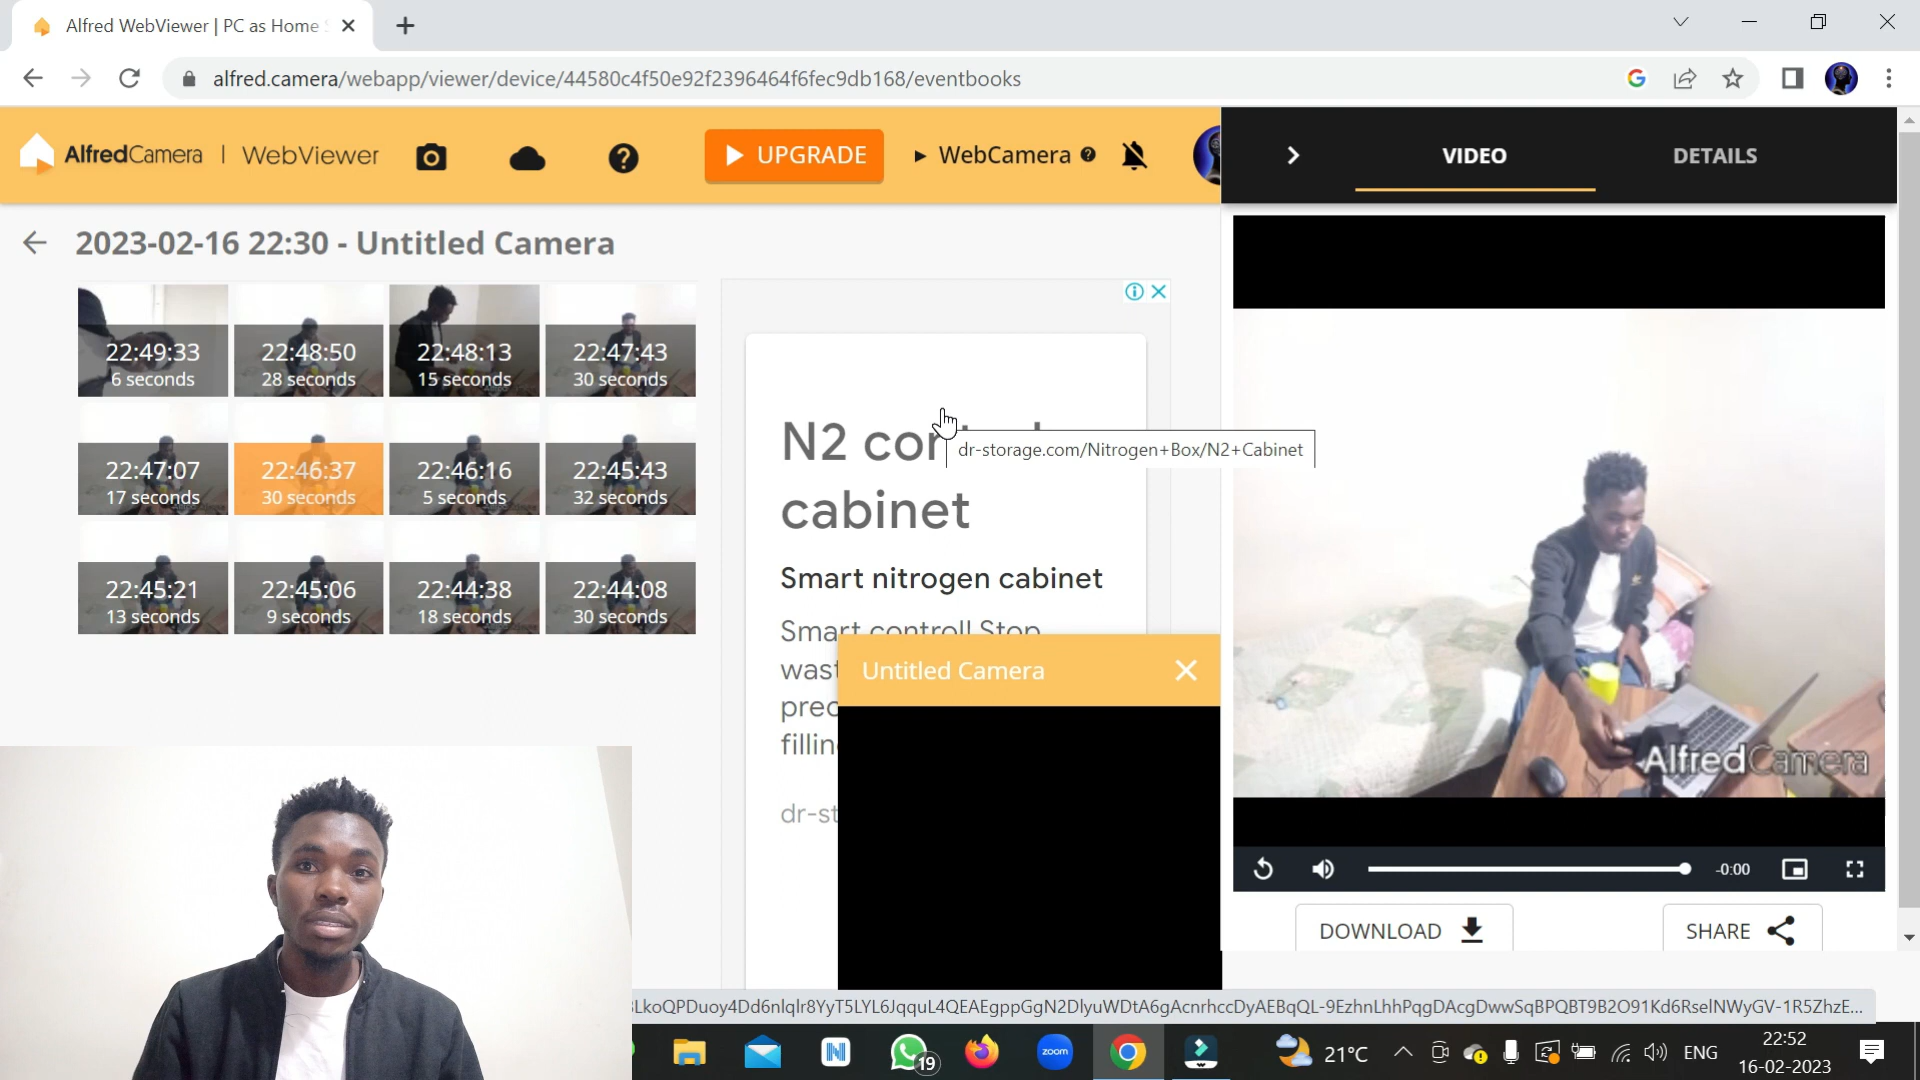 Alfred WebViewer | PC as Home
alfred.camera/webapp/viewer/device/44580c4f50e92f2396464f6fec9db168/eventbooks
AlfredCamera | WebViewer
UPGRADE
WebCamera
VIDEO
DETAILS
2023-02-16 22:30 - Untitled Camera
22:49:33
6 seconds
22:48:50
28 seconds
22:48:13
15 seconds
22:47:43
30 seconds
22:47:07
17 seconds
22:46:37
30 seconds
22:46:16
5 seconds
22:45:43
32 seconds
22:45:21
13 seconds
22:45:06
9 seconds
22:44:38
18 seconds
22:44:08
30 seconds
N2
cabinet
dr-storage.com/Nitrogen+Box/N2+Cabinet
Smart nitrogen cabinet
Smart controll Stop
Untitled Camera
AlfredCamera
-0:00
DOWNLOAD
SHARE
19
zoom
21°C
ENG
22:52
16-02-2023